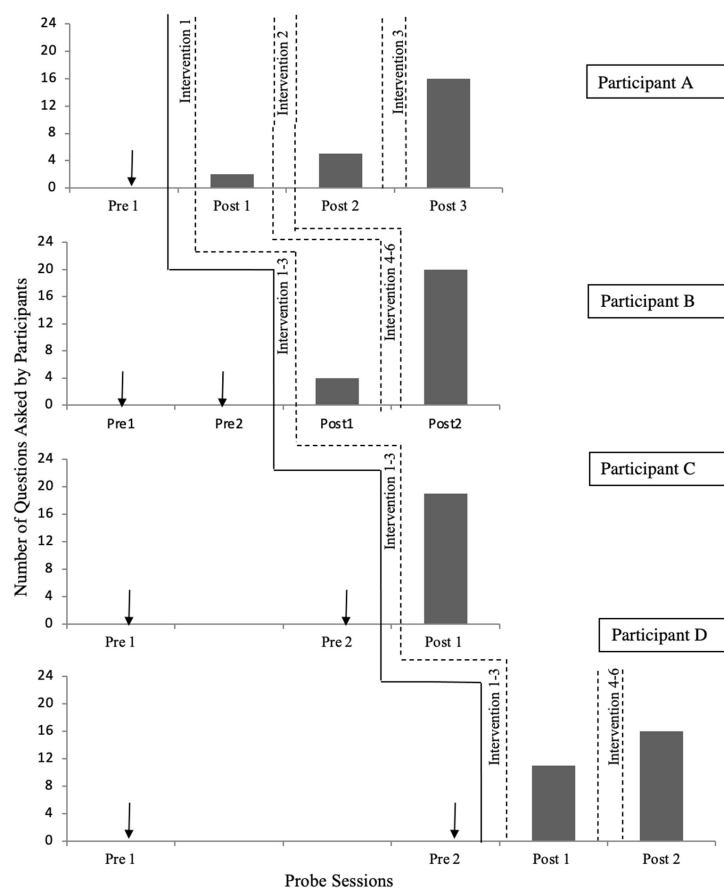 Number of Questions Asked by Participants
24
20
16
12
8
4
0
Intervention 1
Intervention 2
Intervention 3
Participant A
Pre 1
Post 1
Post 2
Post 3
24
20
16
12
8
4
0
Intervention 1-3
Intervention 4-6
Participant B
Pre1
Pre2
Post1
Post2
24
20
16
12
8
4
0
Intervention 1-3
Participant C
Pre 1
Pre 2
Post 1
24
20
16
12
8
4
0
Intervention 1-3
Intervention 4-6
Participant D
Pre 1
Pre 2
Post 1
Post 2
Probe Sessions